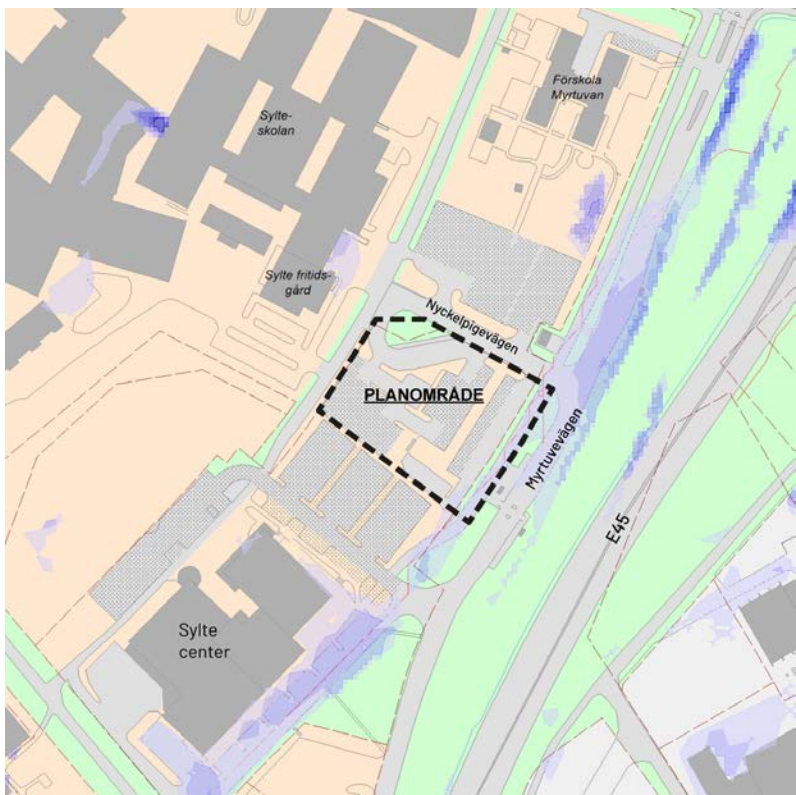 Förskola
Myrtuvan
Sylte-
skolan
Sylte fritids-
gård
Nyckelpigevägen
PLANOMRÅDE
Myrtuvevägen
E45
Sylte
center